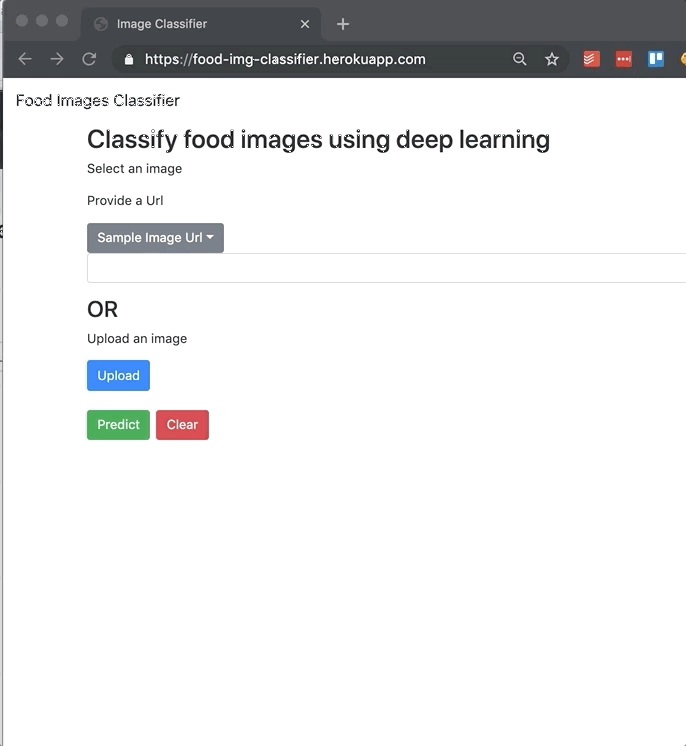 Image Classifier
https://food-img-classifier.herokuapp.com
Food Images Classifier
Classify food images using deep learning
Select an image
Provide a Url
Sample Image Url
OR
Upload an image
Upload
Predict Clear